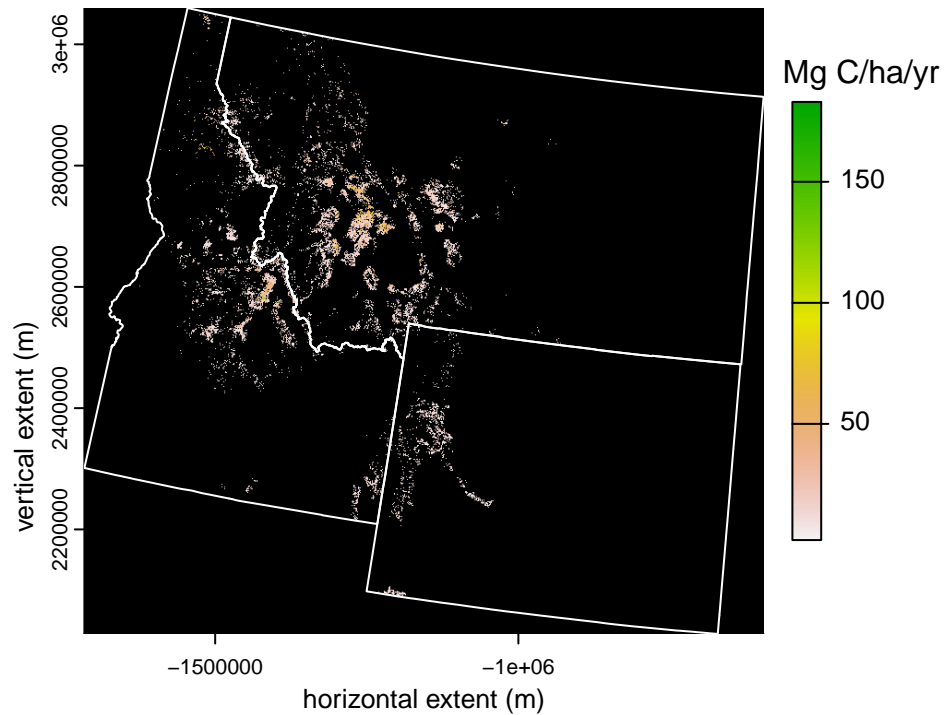 Mg C/ha/yr
150
100
50
3e+06
2800000
2600000
2400000
2200000
vertical extent (m)
−1500000
−1e+06
horizontal extent (m)